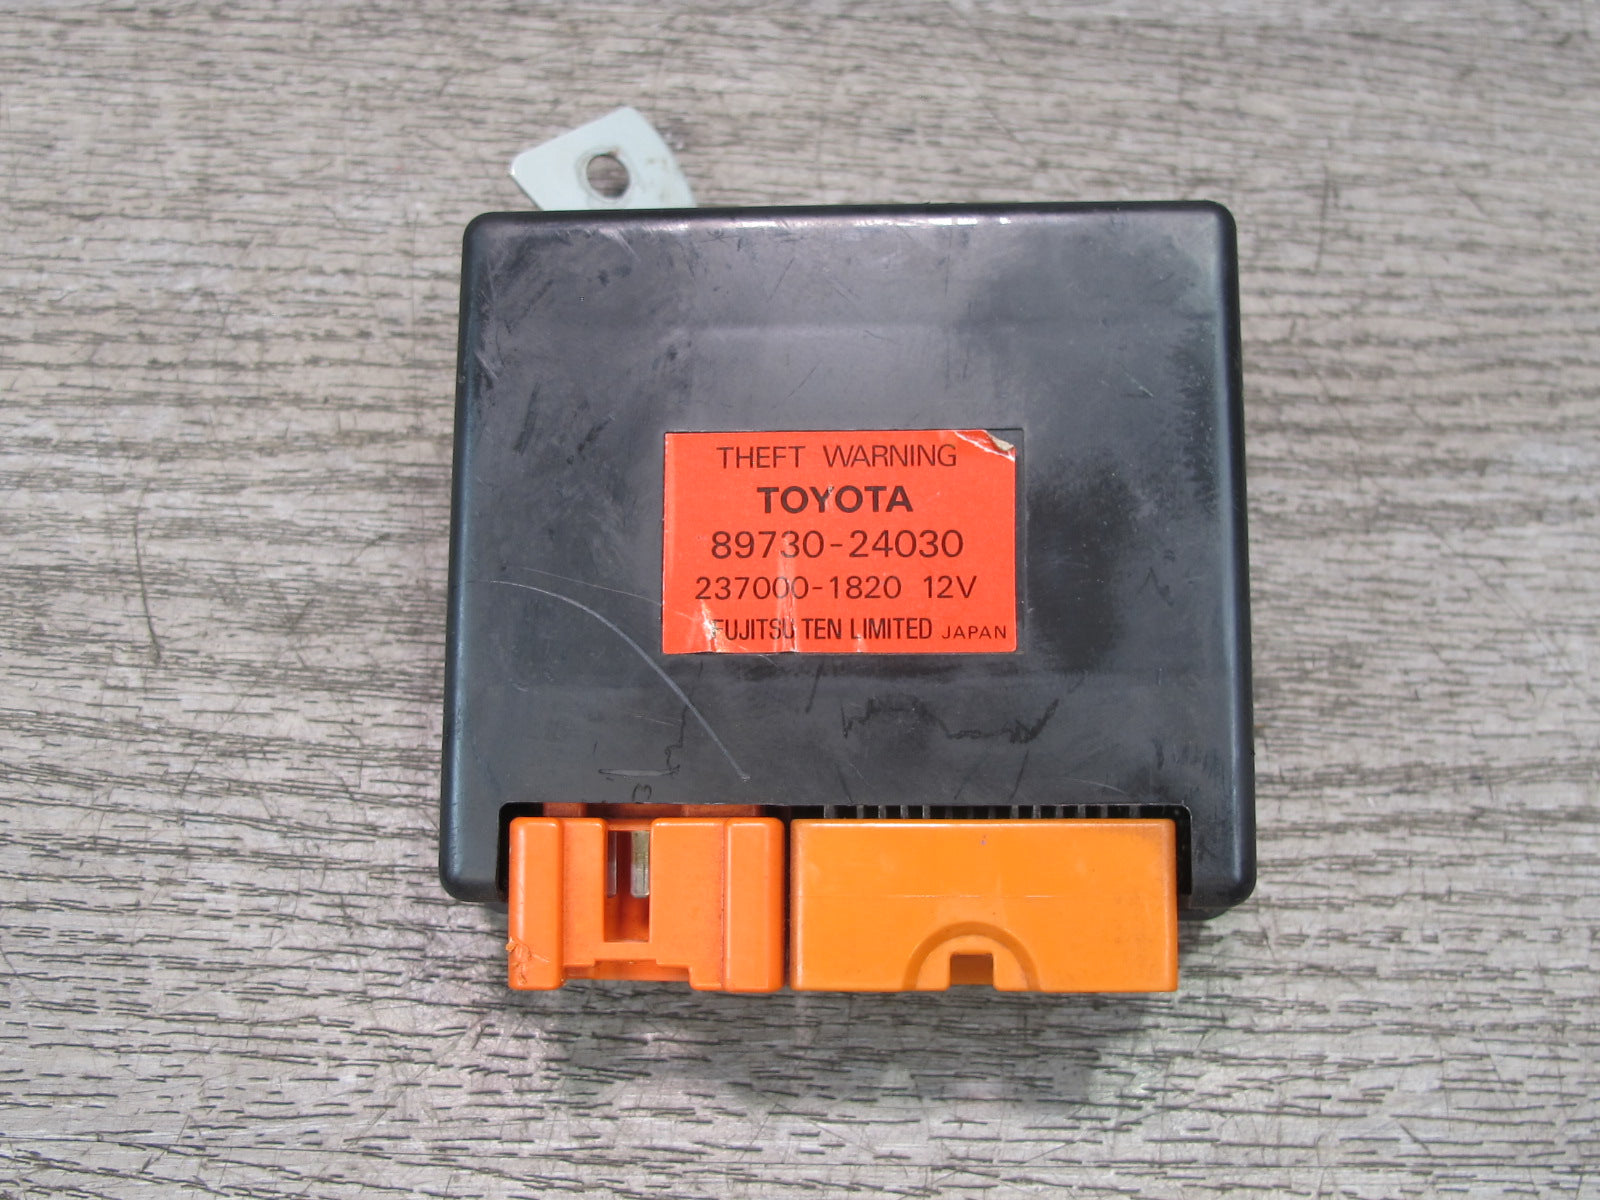 THEFT WARNING
TOYOTA
89730-24030
237000-1820 12V
FUJITSU TEN LIMITED JAPAN